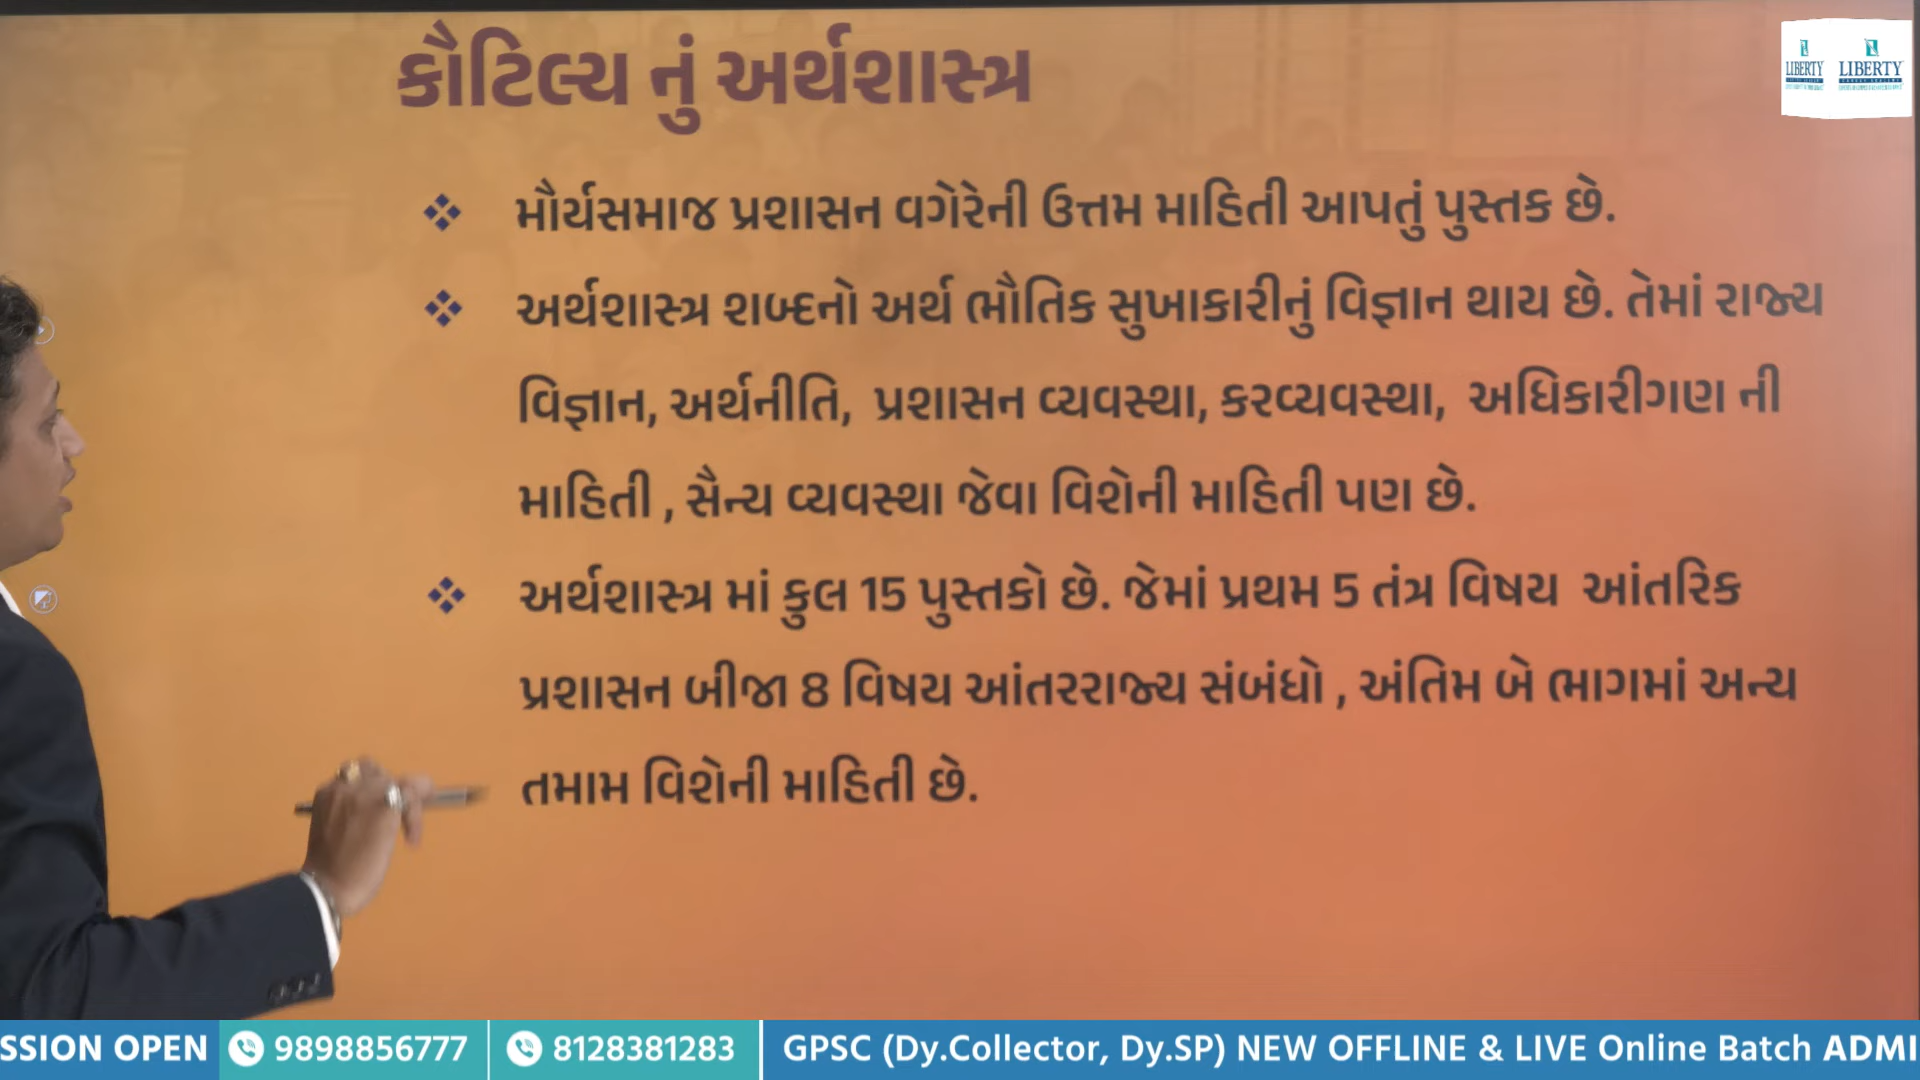 કૌટિલ્ય નું અર્થશાસ્ત્ર
LIBERTY LIBERTY
❖ મૌર્યસમાજ પ્રશાસન વગેરેની ઉત્તમ માહિતી આપતું પુસ્તક છે.
❖ અર્થશાસ્ત્ર શબ્દનો અર્થ ભૌતિક સુખાકારીનું વિજ્ઞાન થાય છે. તેમાં રાજ્ય
વિજ્ઞાન, અર્થનીતિ, પ્રશાસન વ્યવસ્થા, કરવ્યવસ્થા, અધિકારીગણ ની
માહિતી , સૈન્ય વ્યવસ્થા જેવા વિશેની માહિતી પણ છે.
❖ અર્થશાસ્ત્ર માં કુલ 15 પુસ્તકો છે. જેમાં પ્રથમ 5 તંત્ર વિષય આંતરિક
પ્રશાસન બીજા 8 વિષય આંતરરાજ્ય સંબંધો , અંતિમ બે ભાગમાં અન્ય
તમામ વિશેની માહિતી છે.
SSION OPEN 9898856777 8128381283 GPSC (Dy.Collector, Dy.SP) NEW OFFLINE & LIVE Online Batch ADMI